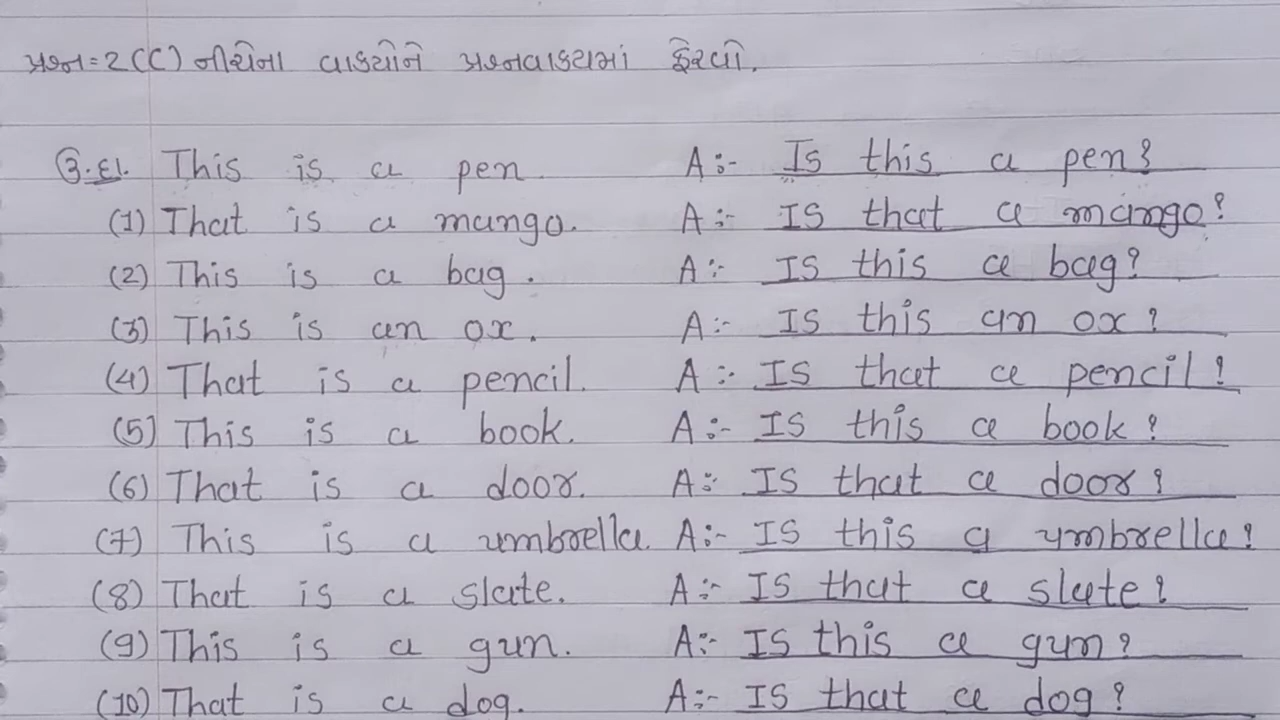 પ્રશ્ન=2 (C) નીચેના વાક્યોને પ્રશ્નવાક્યમાં ફેરવો.
ઉ.દા. This is a pen A:- Is this a pen?
(1) That is a mango. A:- IS that a mango?
(2) This is a bag. A:- IS this a bag?
(3) This is an ox. A:- IS this an ox?
(4) That is a pencil. A:- IS that a pencil?
(5) This is a book. A:- IS this a book?
(6) That is a door. A:- IS that a door?
(7) This is a umbrella. A:- IS this a umbrella?
(8) That is a slate. A:- IS that a slate?
(9) This is a gun. A:- IS this a gun?
(10) That is a dog. A:- IS that a dog?